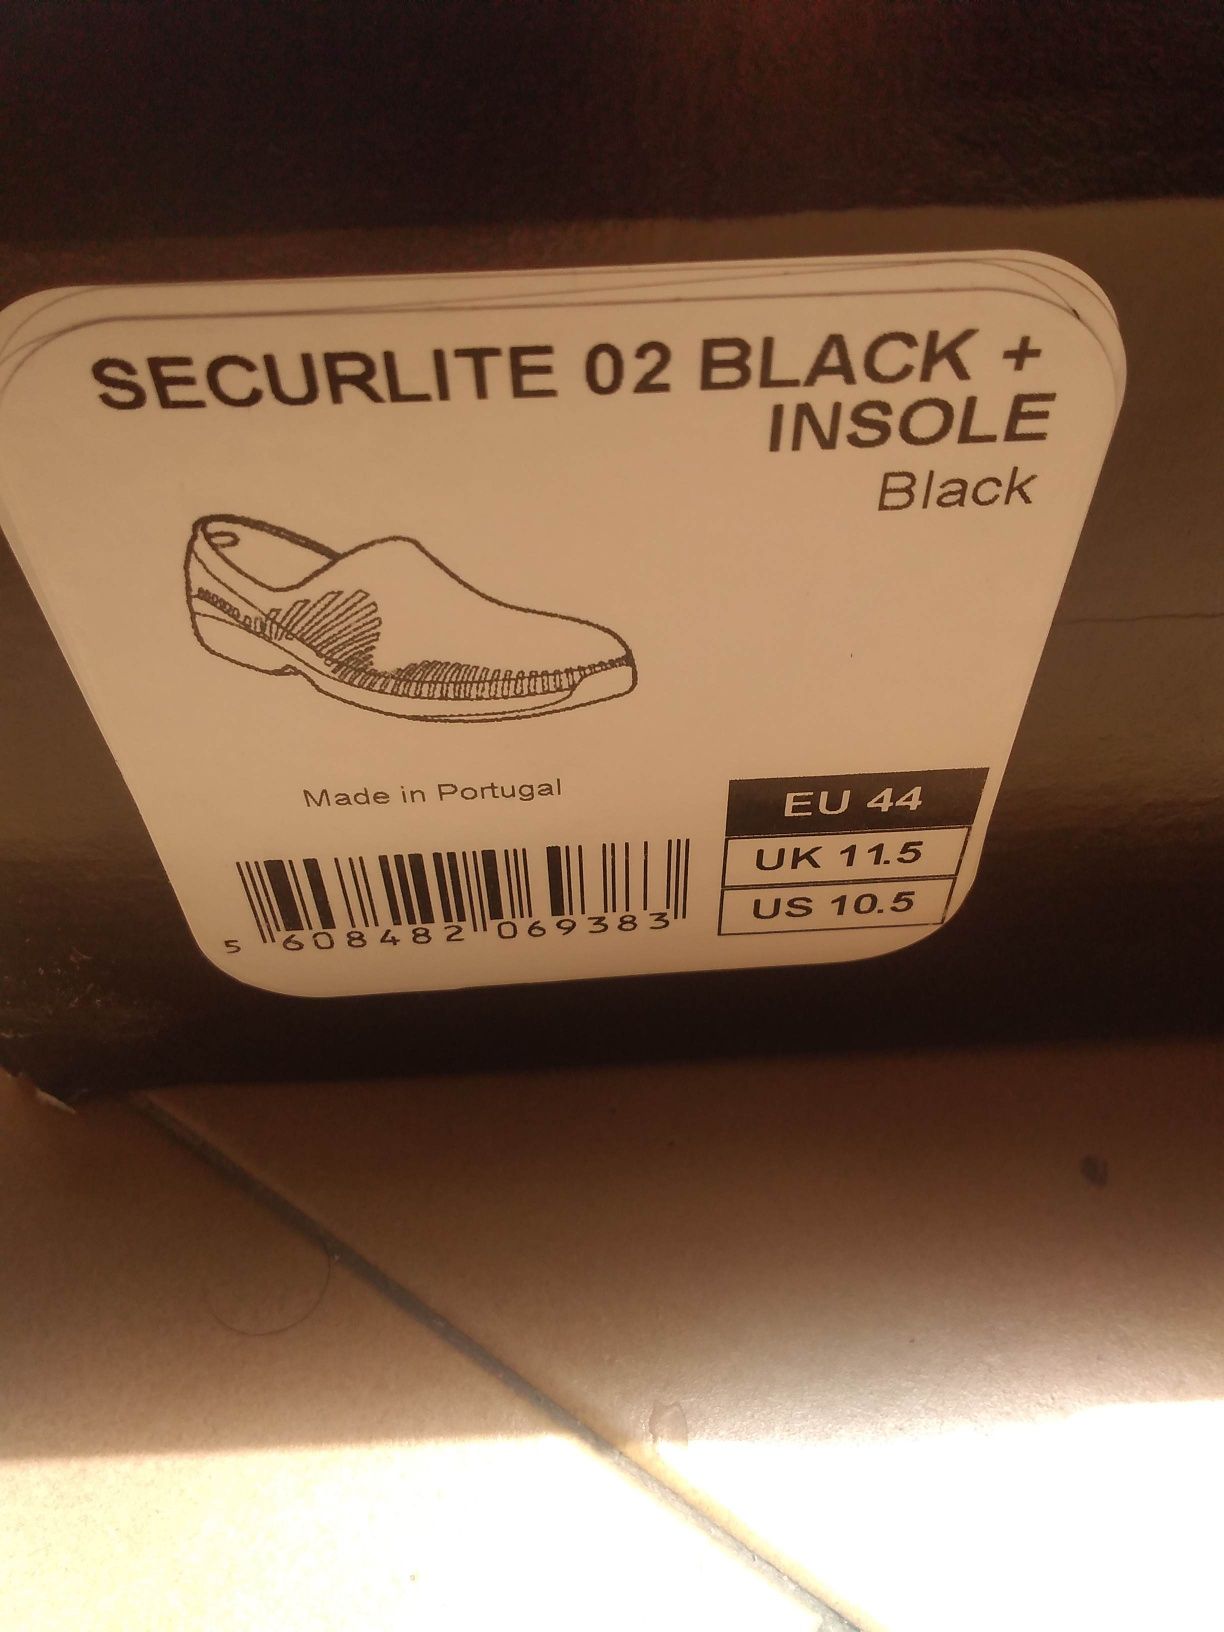 SECURLITE 02 BLACK +
INSOLE
Black
Made in Portugal
EU 44
UK 11.5
US 10.5
5 608482 069383